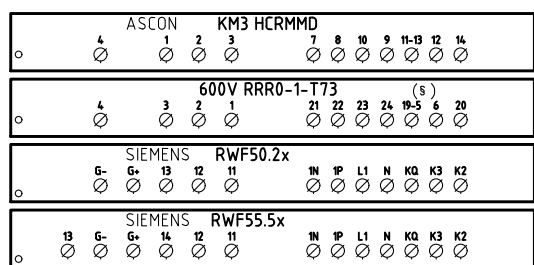 ASCON KM3 HCRMMD
4 1 2 3 7 8 10 9 11-13 12 14
600V RRR0-1-T73 (§)
4 3 2 1 21 22 23 24 19-5 6 20
SIEMENS RWF50.2x
G- G+ 13 12 11 1N 1P L1 N KQ K3 K2
SIEMENS RWF55.5x
13 G- G+ 14 12 11 1N 1P L1 N KQ K3 K2